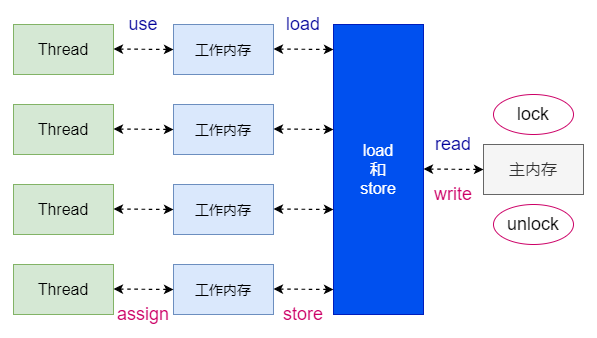 use
load
Thread
工作内存
Thread
工作内存
Thread
工作内存
Thread
工作内存
assign
store
load
和
store
read
write
lock
主内存
unlock